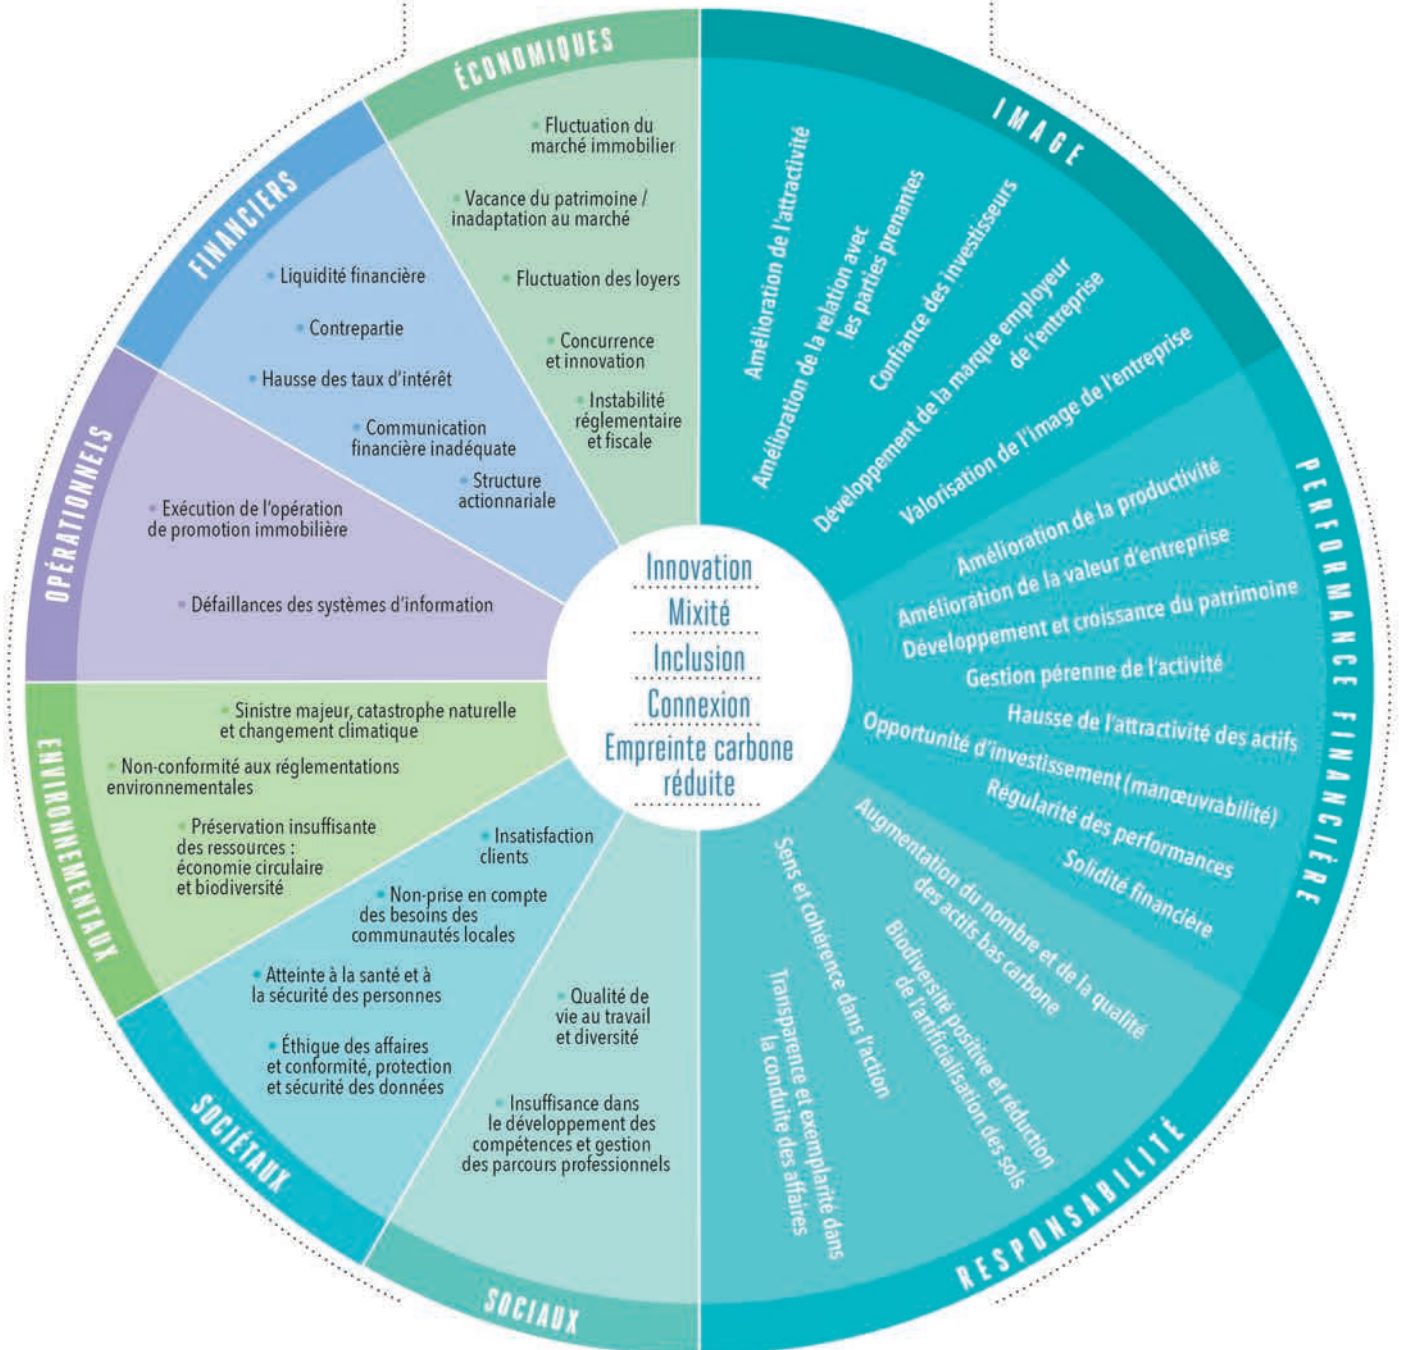 ÉCONOMIQUES
• Fluctuation du
marché immobilier
• Vacance du patrimoine /
inadaptation au marché
• Fluctuation des loyers
• Concurrence
et innovation
• Instabilité
réglementaire
et fiscale
FINANCIERS
• Liquidité financière
• Contrepartie
• Hausse des taux d'intérêt
• Communication
financière inadéquate
• Structure
actionnariale
OPÉRATIONNELS
• Exécution de l'opération
de promotion immobilière
• Défaillances des systèmes d'information
ENVIRONNEMENTAUX
• Sinistre majeur, catastrophe naturelle
et changement climatique
• Non-conformité aux réglementations
environnementales
• Préservation insuffisante
des ressources :
économie circulaire
et biodiversité
SOCIÉTAUX
• Insatisfaction
clients
• Non-prise en compte
des besoins des
communautés locales
• Atteinte à la santé et à
la sécurité des personnes
• Éthique des affaires
et conformité, protection
et sécurité des données
SOCIAUX
• Qualité de
vie au travail
et diversité
• Insuffisance dans
le développement des
compétences et gestion
des parcours professionnels
Innovation
Mixité
Inclusion
Connexion
Empreinte carbone
réduite
IMAGE
Amélioration de l'attractivité
Amélioration de la relation avec
les parties prenantes
Confiance des investisseurs
Développement de la marque employeur
de l'entreprise
Valorisation de l'image de l'entreprise
PERFORMANCE FINANCIÈRE
Amélioration de la productivité
Amélioration de la valeur d'entreprise
Développement et croissance du patrimoine
Gestion pérenne de l'activité
Hausse de l'attractivité des actifs
Opportunité d'investissement (manœuvrabilité)
Régularité des performances
Solidité financière
RESPONSABILITÉ
Augmentation du nombre et de la qualité
des actifs bas carbone
Biodiversité positive et réduction
de l'artificialisation des sols
Sens et cohérence dans l'action
Transparence et exemplarité dans
la conduite des affaires